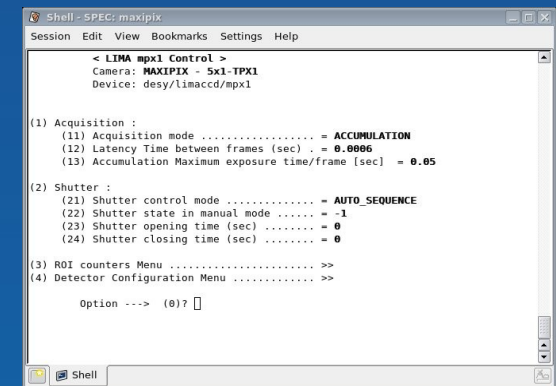 Shell - SPEC: maxipix
Session Edit View Bookmarks Settings Help
< LIMA mpx1 Control >
Camera: MAXIPIX - 5x1-TPX1
Device: desy/limaccd/mpx1
(1) Acquisition :
(11) Acquisition mode .................. = ACCUMULATION
(12) Latency Time between frames (sec) . = 0.0006
(13) Accumulation Maximum exposure time/frame [sec] = 0.05
(2) Shutter :
(21) Shutter control mode .............. = AUTO_SEQUENCE
(22) Shutter state in manual mode ...... = -1
(23) Shutter opening time (sec) ........ = 0
(24) Shutter closing time (sec) ........ = 0
(3) ROI counters Menu ....................... >>
(4) Detector Configuration Menu ............. >>
Option ---> (0)?
Shell